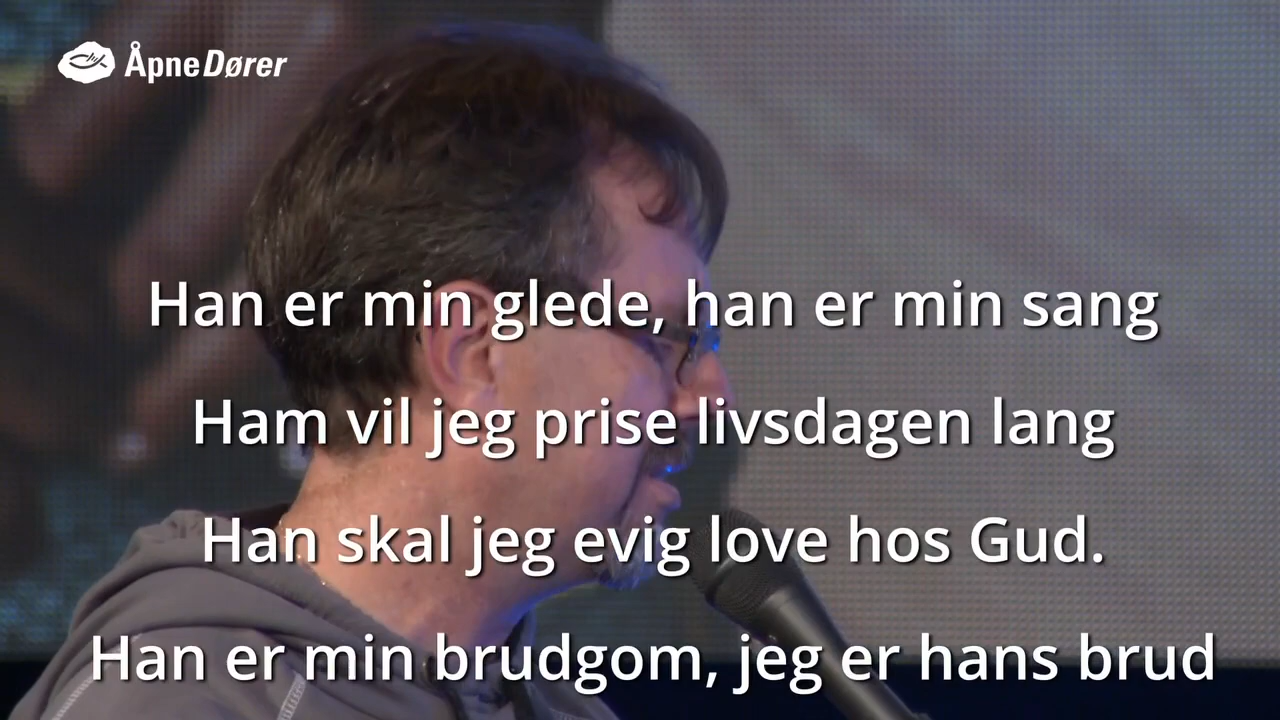 ÅpneDører
Han er min glede, han er min sang
Ham vil jeg prise livsdagen lang
Han skal jeg evig love hos Gud.
Han er min brudgom, jeg er hans brud